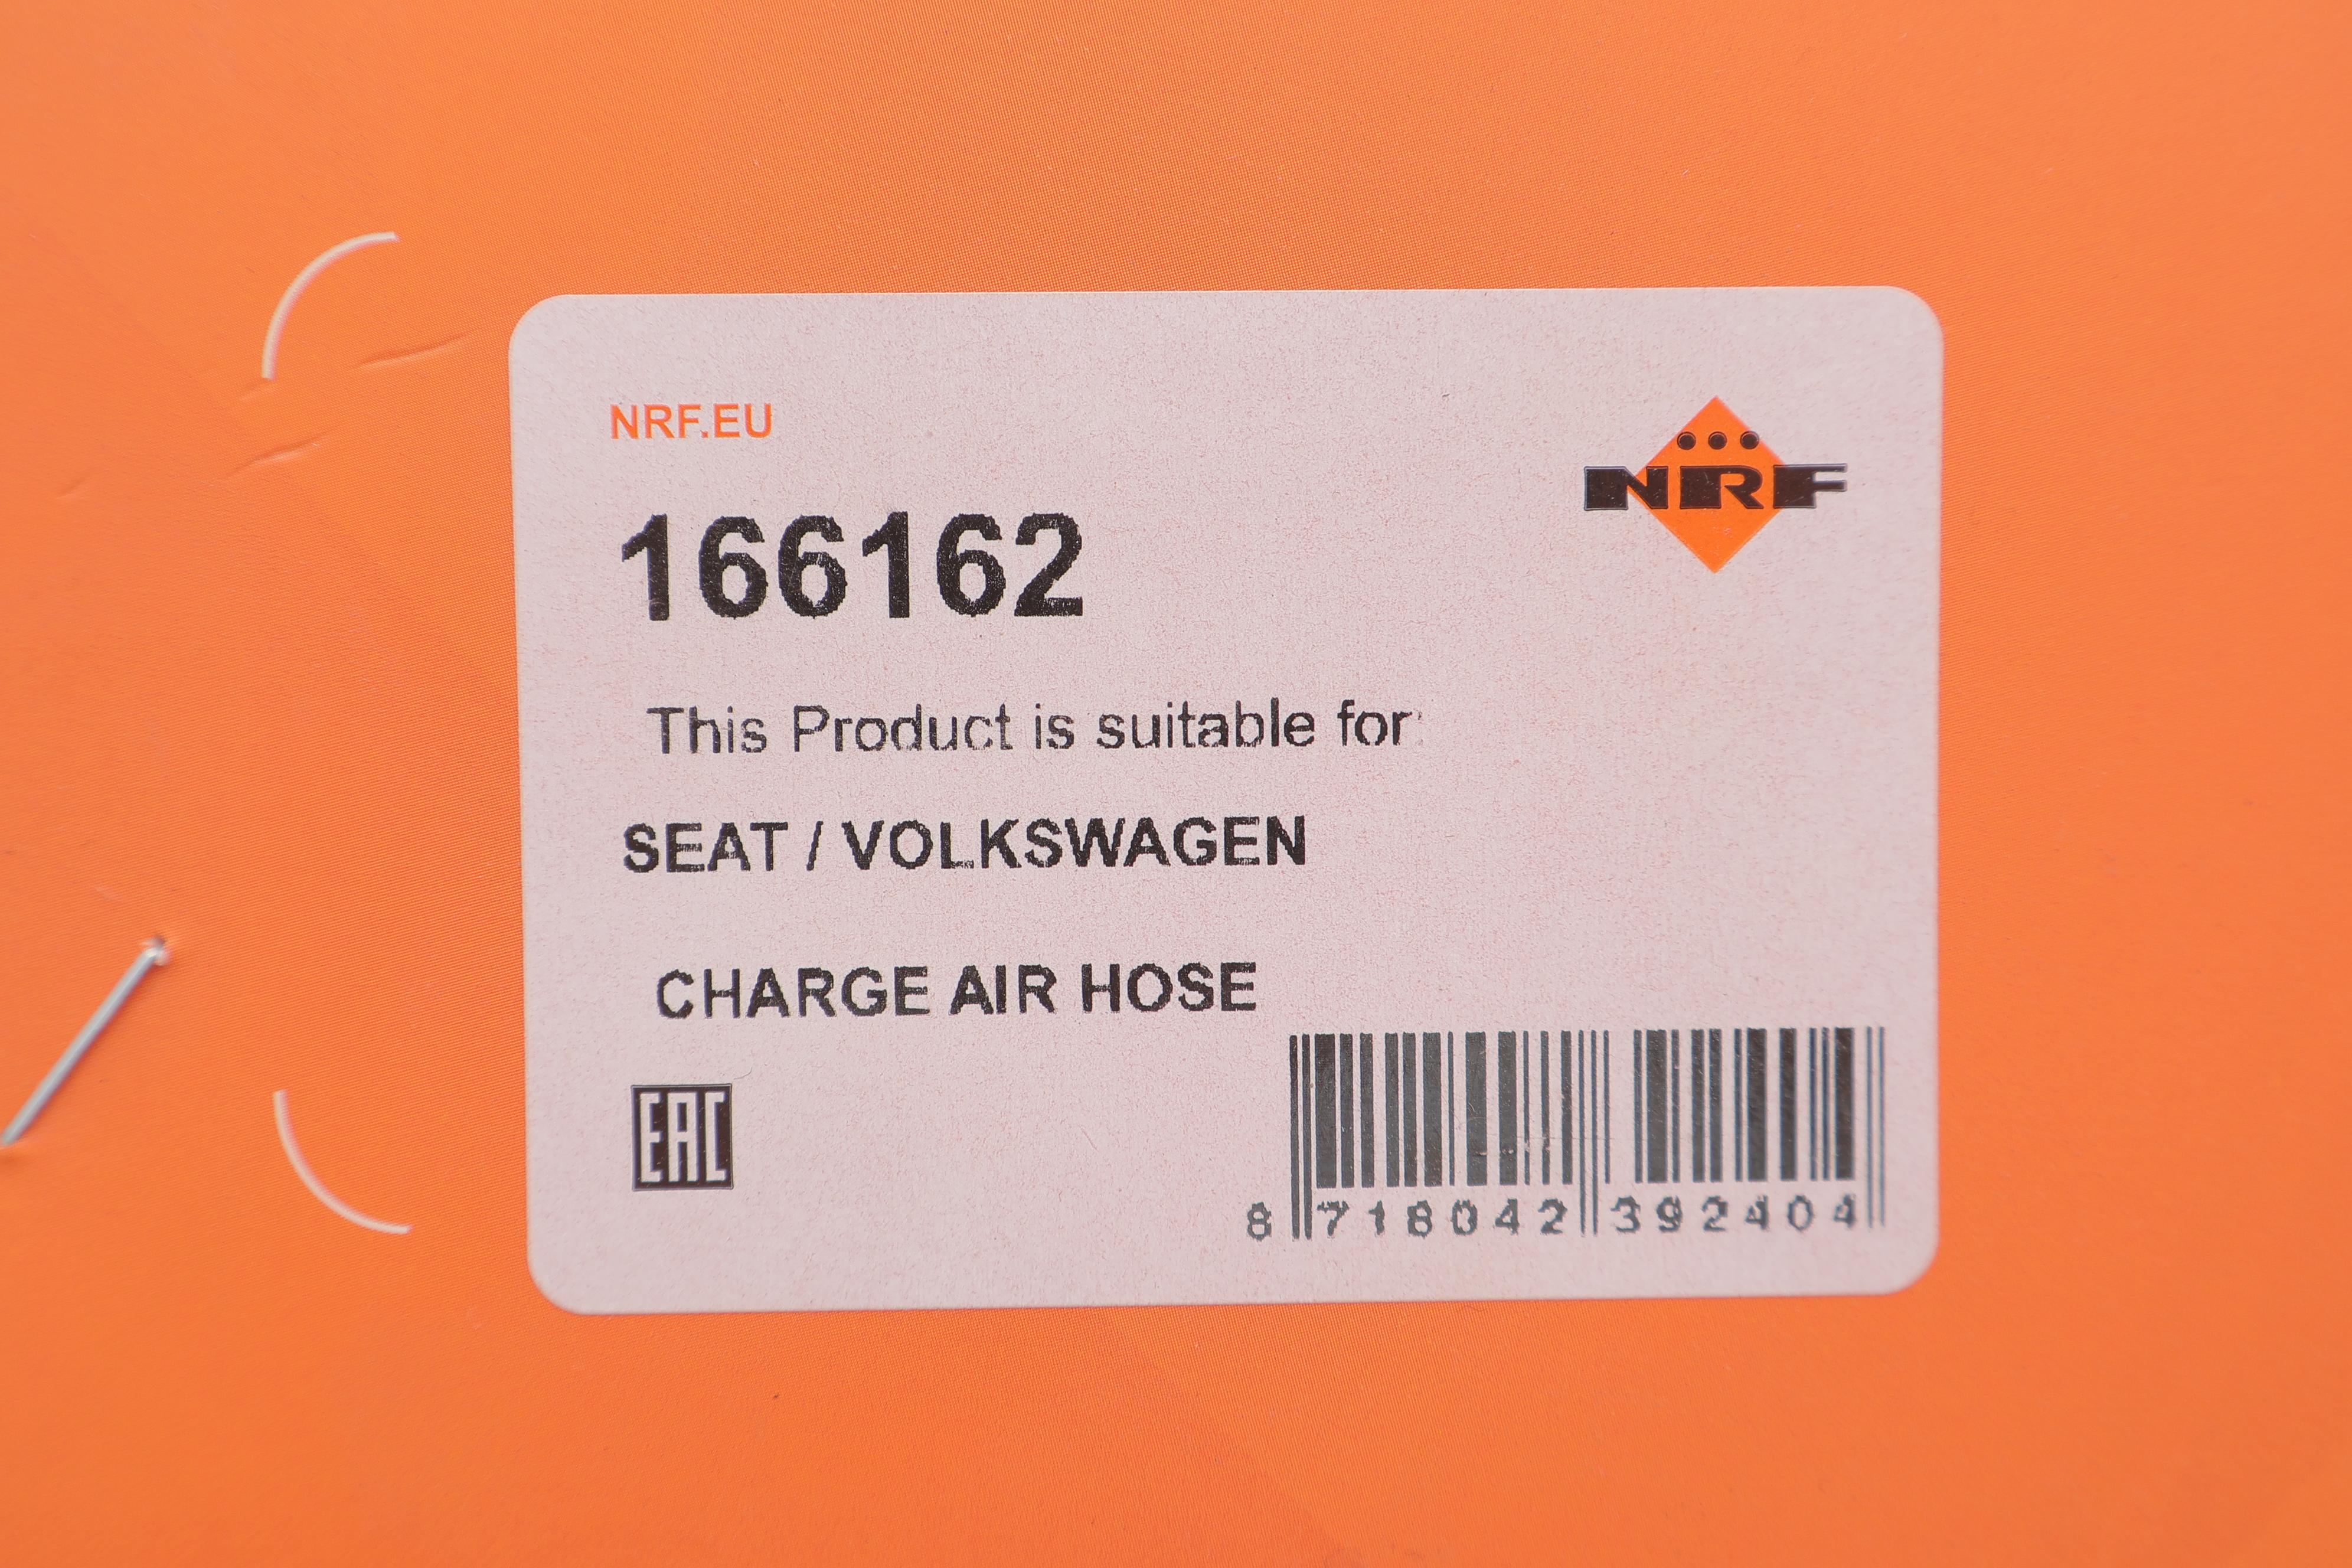 NRF.EU
NRF
166162
This Product is suitable for:
SEAT / VOLKSWAGEN
CHARGE AIR HOSE
EAC
8 718042 392404